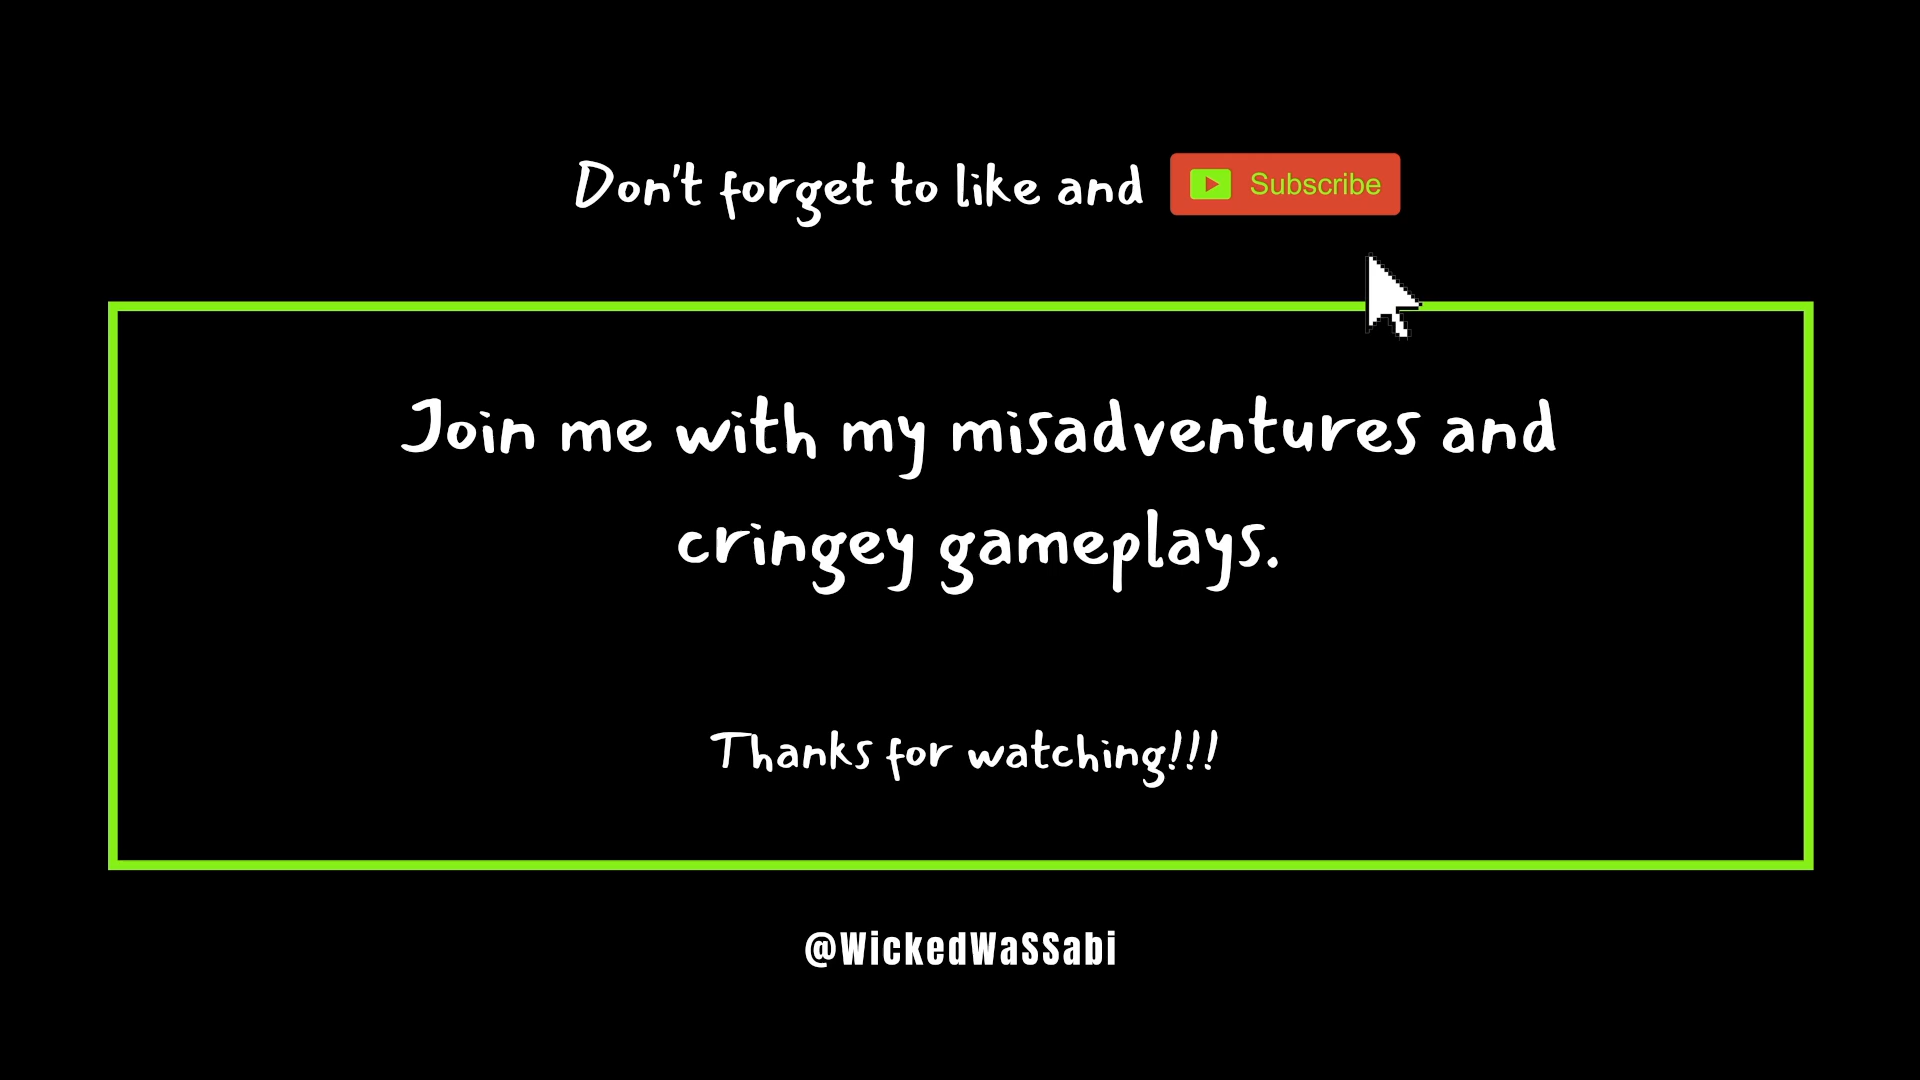 Don't forget to like and Subscribe
Join me with my misadventures and
cringey gameplays.
Thanks for watching!!!
@WickedWaSSabi